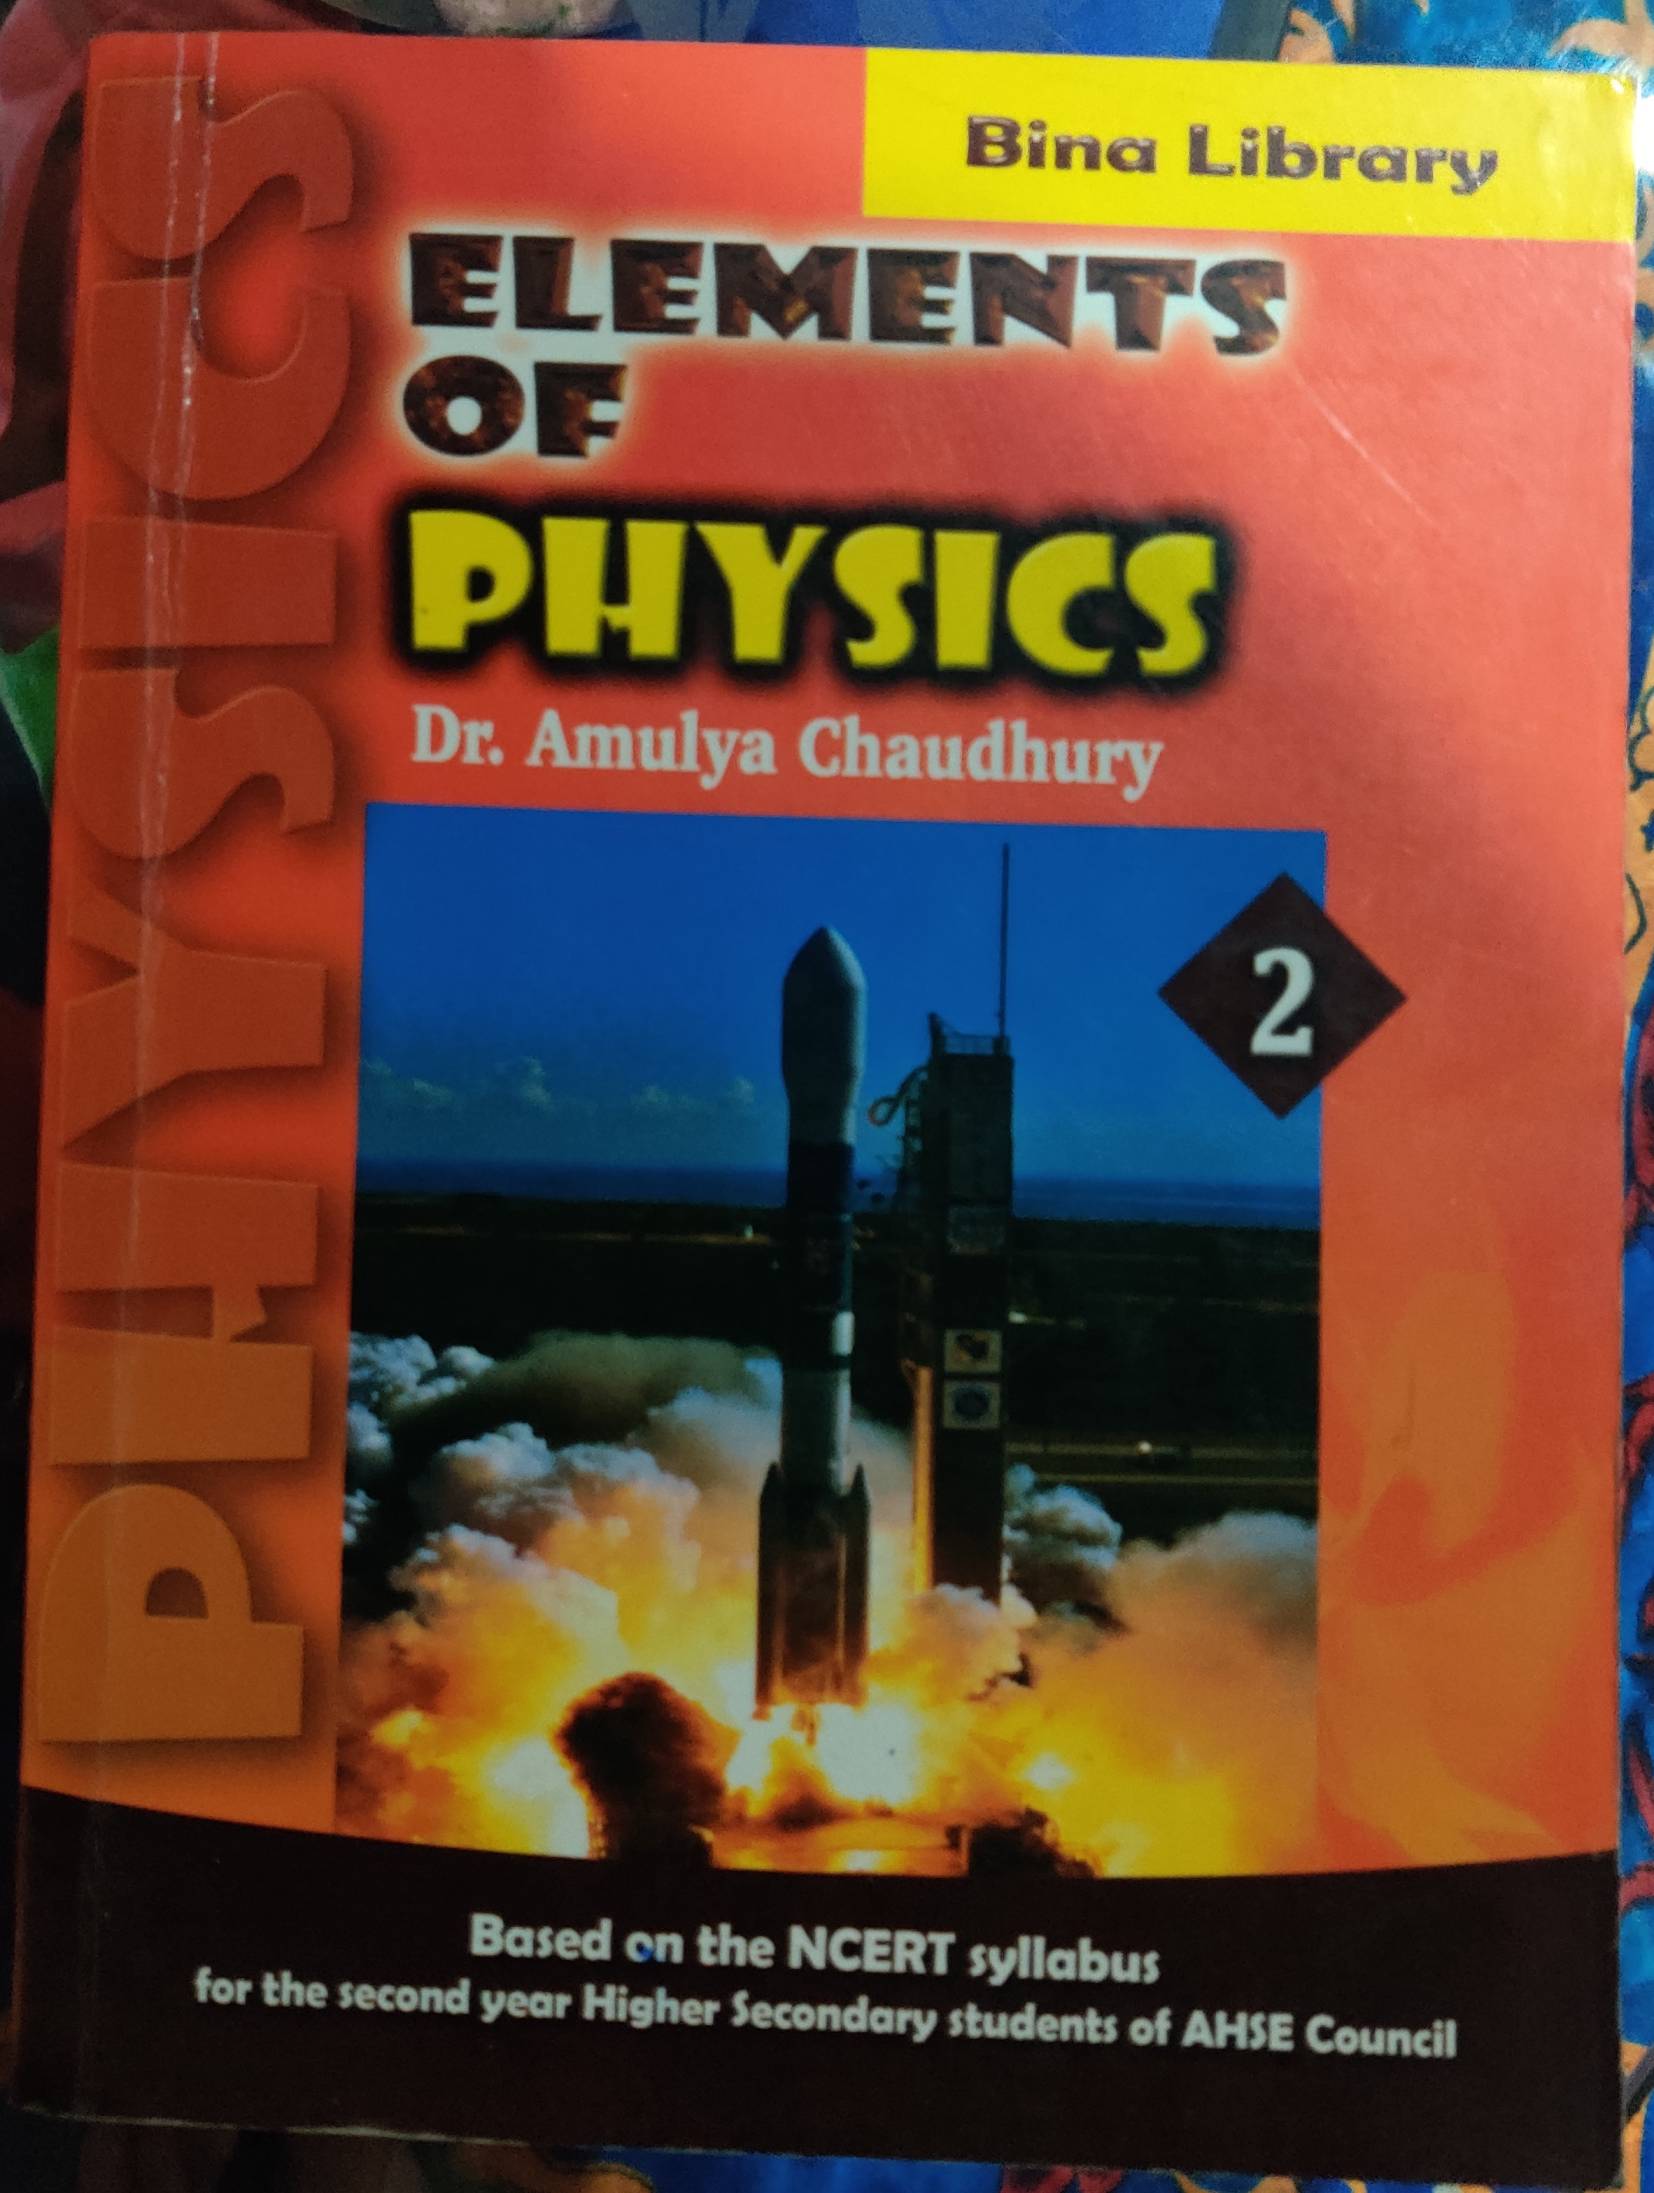 Bina Library
ELEMENTS
OF
PHYSICS
Dr. Amulya Chaudhury
2
PHYSICS
Based on the NCERT syllabus
for the second year Higher Secondary students of AHSE Council